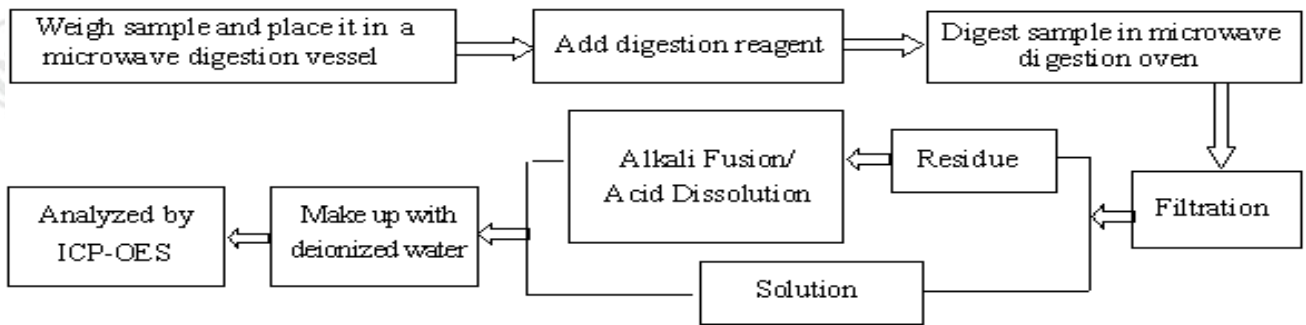 Weigh sample and place it in a
microwave digestion vessel
Add digestion reagent
Digest sample in microwave
digestion oven
Filtration
Residue
Alkali Fusion/
Acid Dissolution
Solution
Make up with
deionized water
Analyzed by
ICP-OES